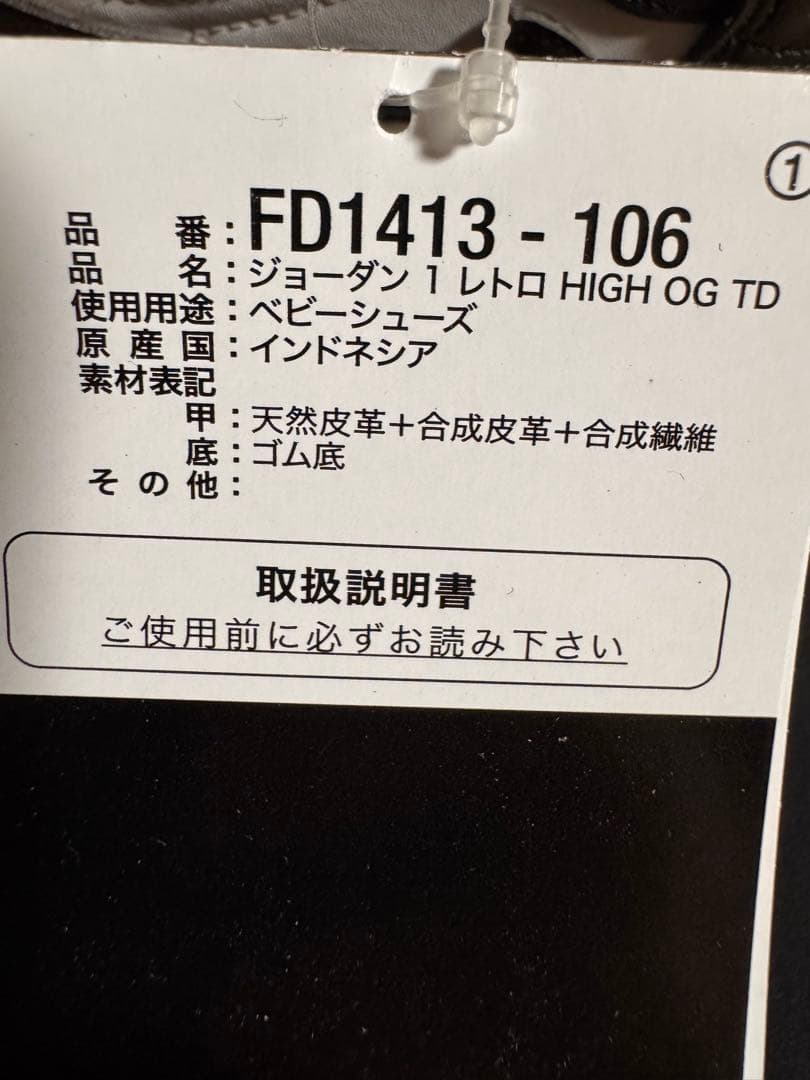 ①
品番：FD1413-106
品名：ジョーダン 1 レトロ HIGH OG TD
使用用途：ベビーシューズ
原産国：インドネシア
素材表記
甲：天然皮革＋合成皮革＋合成繊維
底：ゴム底
その他：
取扱説明書
ご使用前に必ずお読み下さい